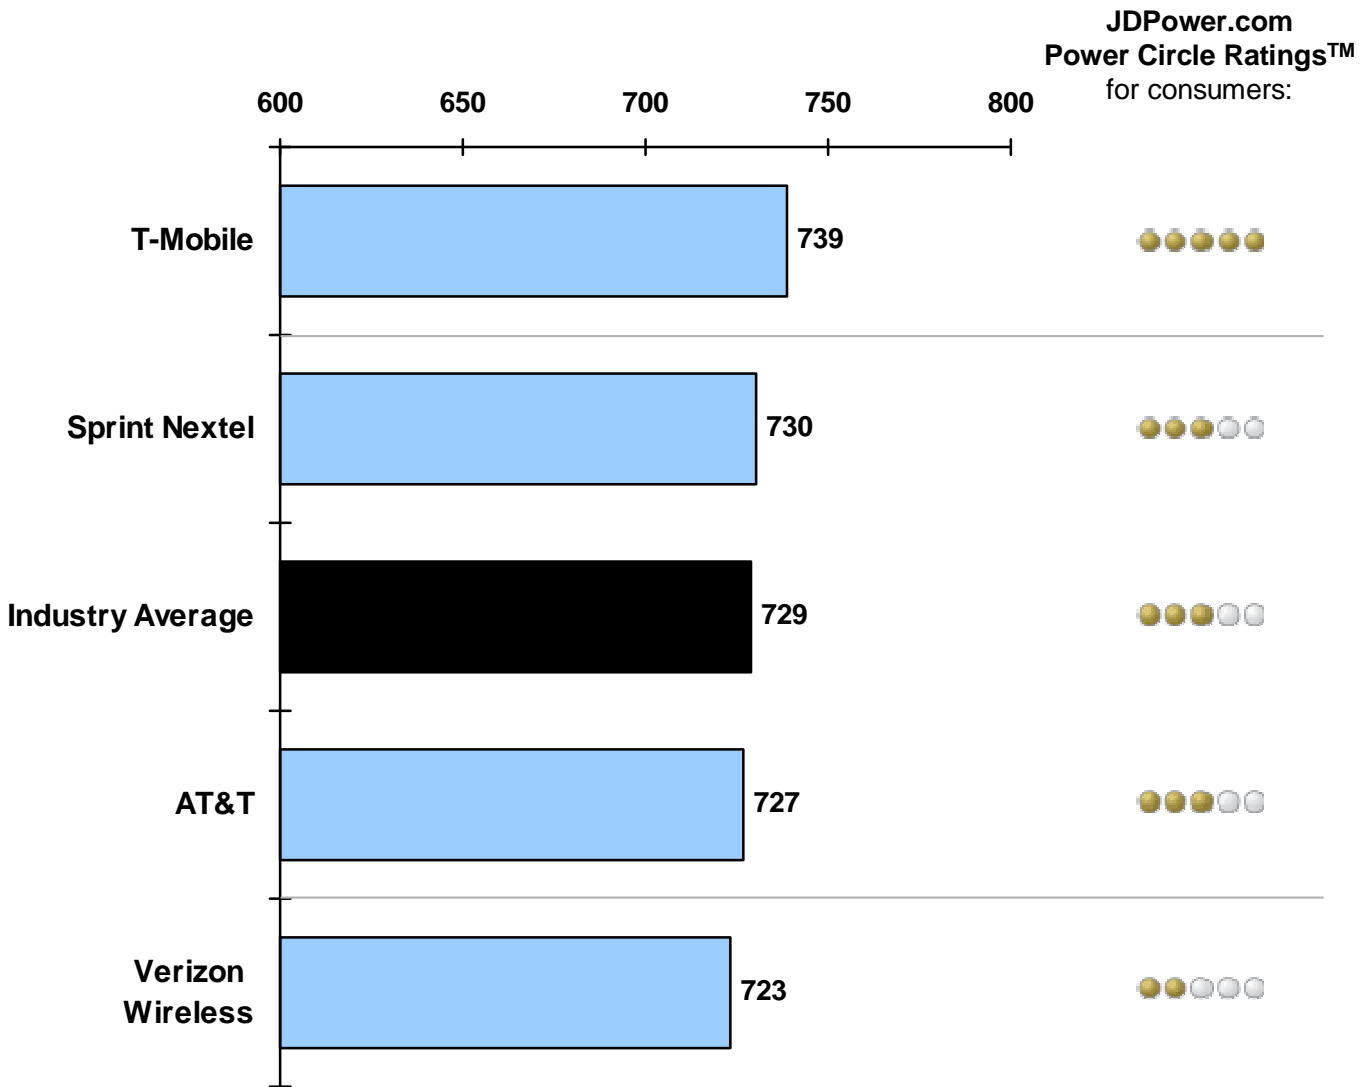 JDPower.com
Power Circle Ratings™
for consumers:
600 650 700 750 800
T-Mobile 739
Sprint Nextel 730
Industry Average 729
AT&T 727
Verizon
Wireless
723